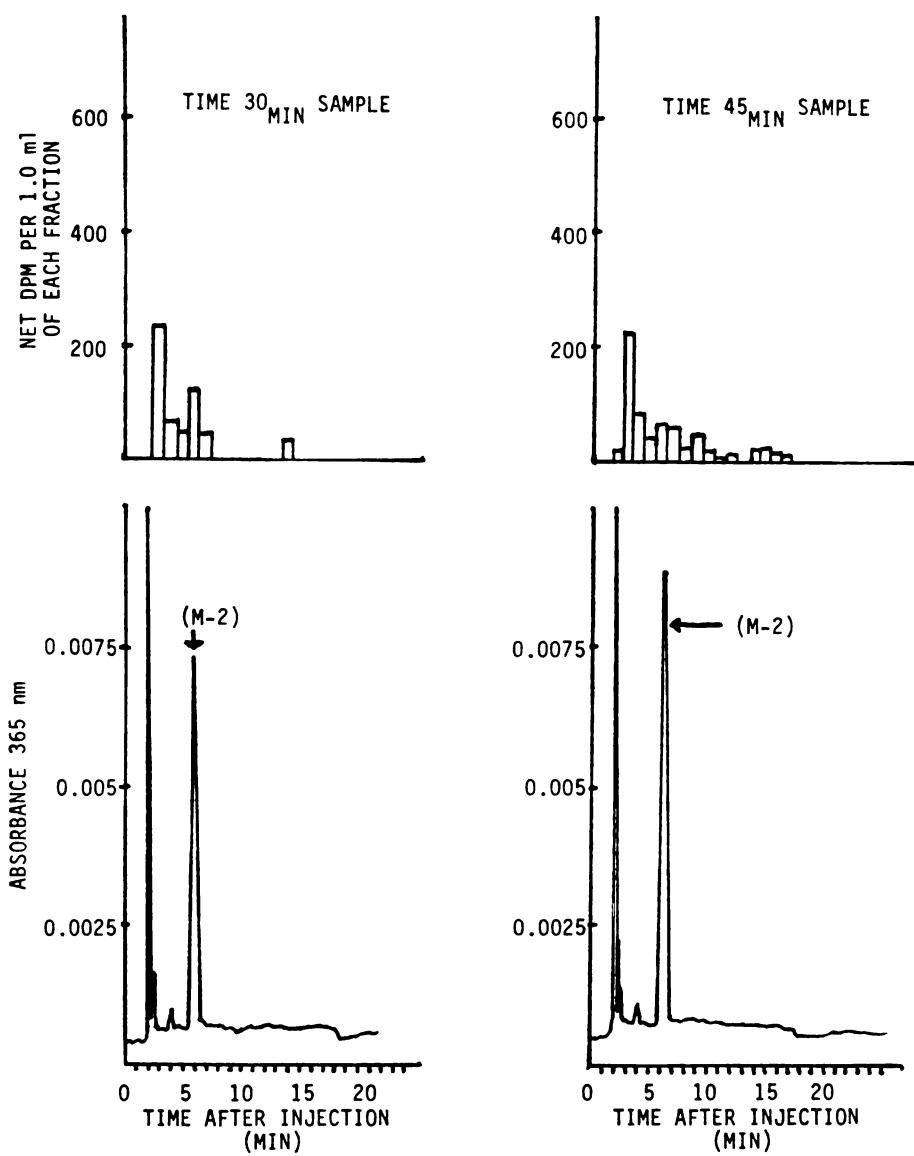 TIME 30MIN SAMPLE
600
400
200
NET DPM PER 1.0 ml
OF EACH FRACTION
TIME 45MIN SAMPLE
600
400
200
(M-2)
0.0075
0.005
0.0025
ABSORBANCE 365 nm
0 5 10 15 20
TIME AFTER INJECTION
(MIN)
(M-2)
0.0075
0.005
0.0025
0 5 10 15 20
TIME AFTER INJECTION
(MIN)